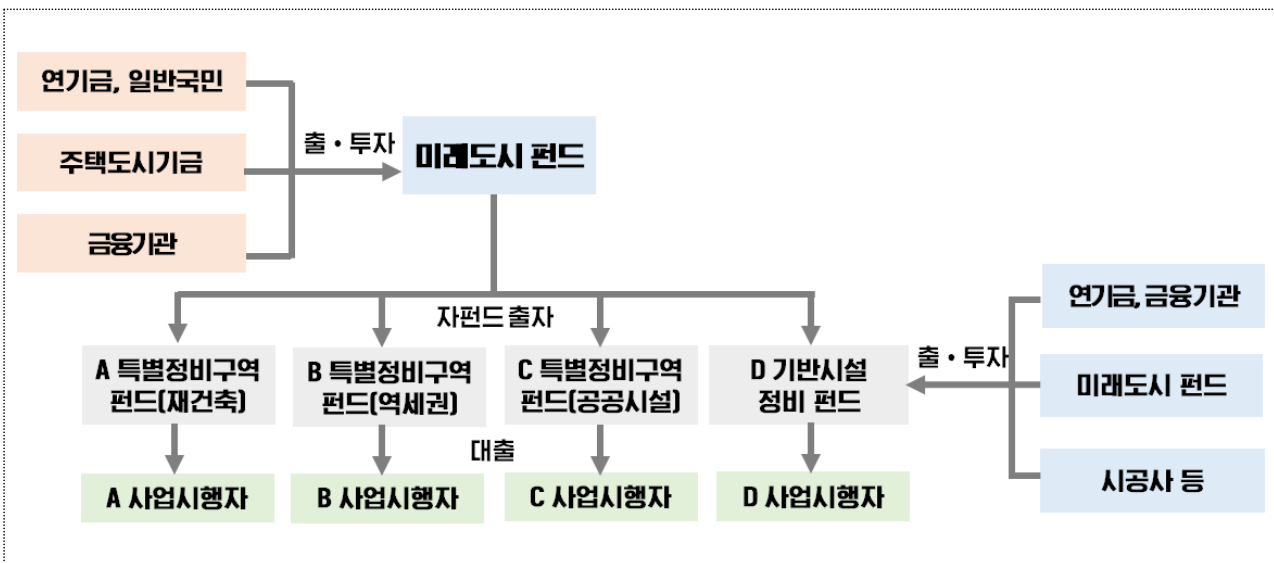 연기금, 일반국민
출·투자
미래도시 펀드
주택도시기금
금융기관
연기금, 금융기관
자펀드 출자
A 특별정비구역
펀드(재건축)
B 특별정비구역
펀드(역세권)
C 특별정비구역
펀드(공공시설)
D 기반시설
정비 펀드
출·투자
미래도시 펀드
대출
시공사 등
A 사업시행자
B 사업시행자
C 사업시행자
D 사업시행자